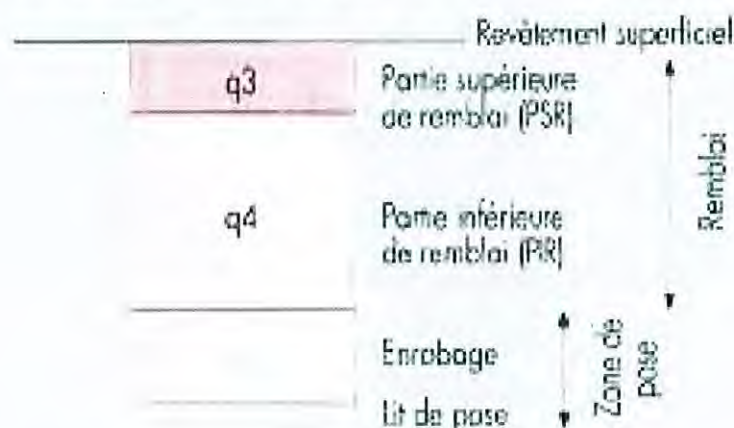 Revêtement superficiel
q3
Partie supérieure
de remblai (PSR)
q4
Partie inférieure
de remblai (PIR)
Remblai
Enrobage
Lit de pose
Zone de
pose